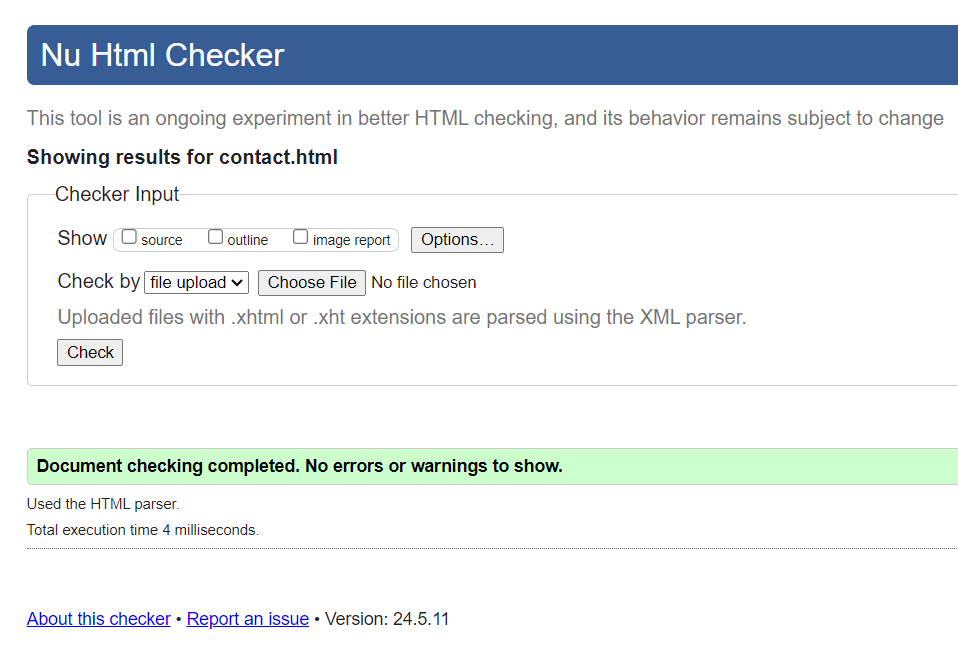 Nu Html Checker
This tool is an ongoing experiment in better HTML checking, and its behavior remains subject to change
Showing results for contact.html
Checker Input
Show source outline image report Options…
Check by file upload Choose File No file chosen
Uploaded files with .xhtml or .xht extensions are parsed using the XML parser.
Check
Document checking completed. No errors or warnings to show.
Used the HTML parser.
Total execution time 4 milliseconds.
About this checker • Report an issue • Version: 24.5.11